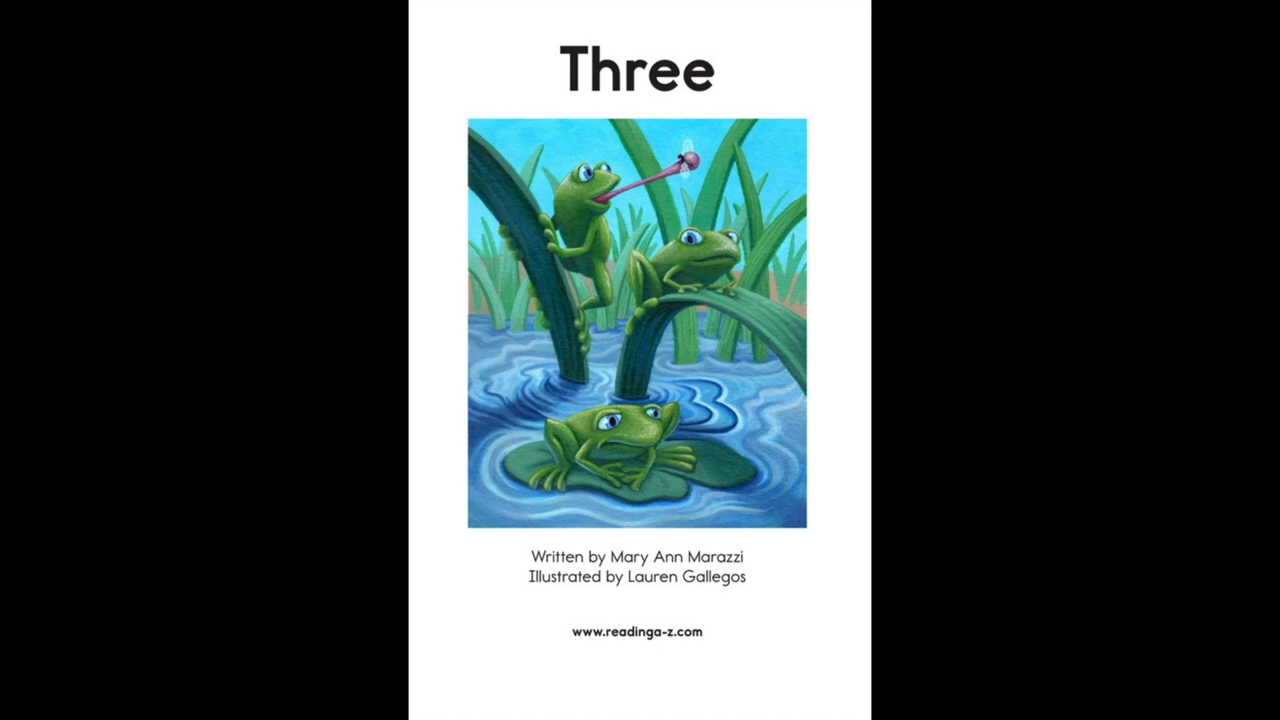 Three
Written by Mary Ann Marazzi
Illustrated by Lauren Gallegos
www.readinga-z.com